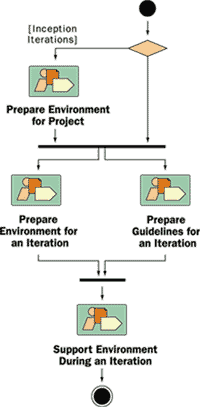 [Inception
Iterations]
Prepare Environment
for Project
Prepare
Environment for
an Iteration
Prepare
Guidelines for
an Iteration
Support Environment
During an Iteration